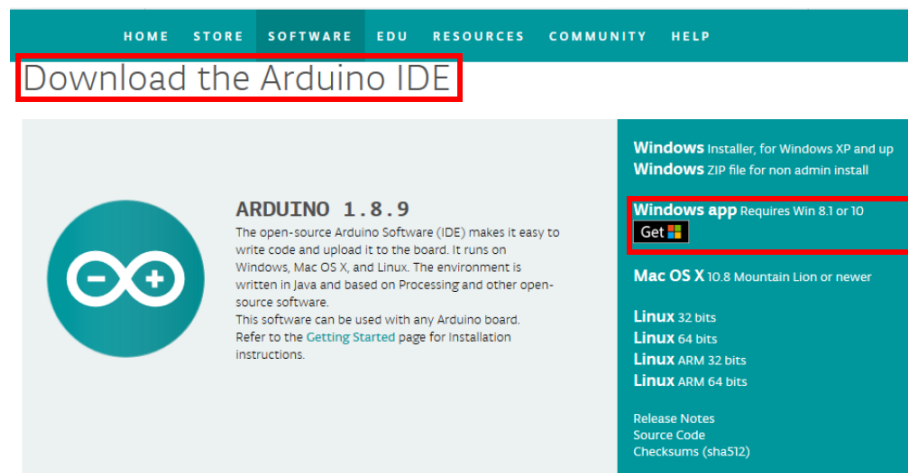 HOME STORE SOFTWARE EDU RESOURCES COMMUNITY HELP
Download the Arduino IDE
ARDUINO 1.8.9
The open-source Arduino Software (IDE) makes it easy to
write code and upload it to the board. It runs on
Windows, Mac OS X, and Linux. The environment is
written in Java and based on Processing and other open-
source software.
This software can be used with any Arduino board.
Refer to the Getting Started page for Installation
instructions.
Windows Installer, for Windows XP and up
Windows ZIP file for non admin install
Windows app Requires Win 8.1 or 10
Get
Mac OS X 10.8 Mountain Lion or newer
Linux 32 bits
Linux 64 bits
Linux ARM 32 bits
Linux ARM 64 bits
Release Notes
Source Code
Checksums (sha512)